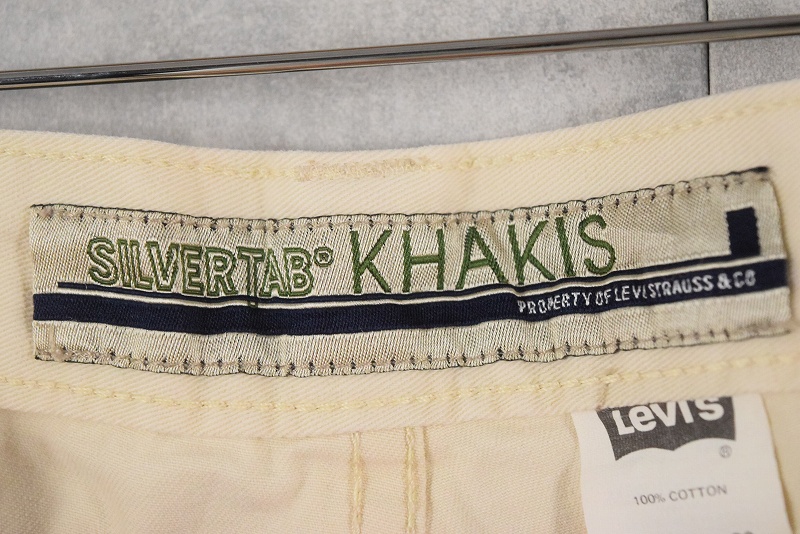 SILVERTAB® KHAKIS
PROPERTY OF LEVI STRAUSS & CO
Levi's
®
100% COTTON